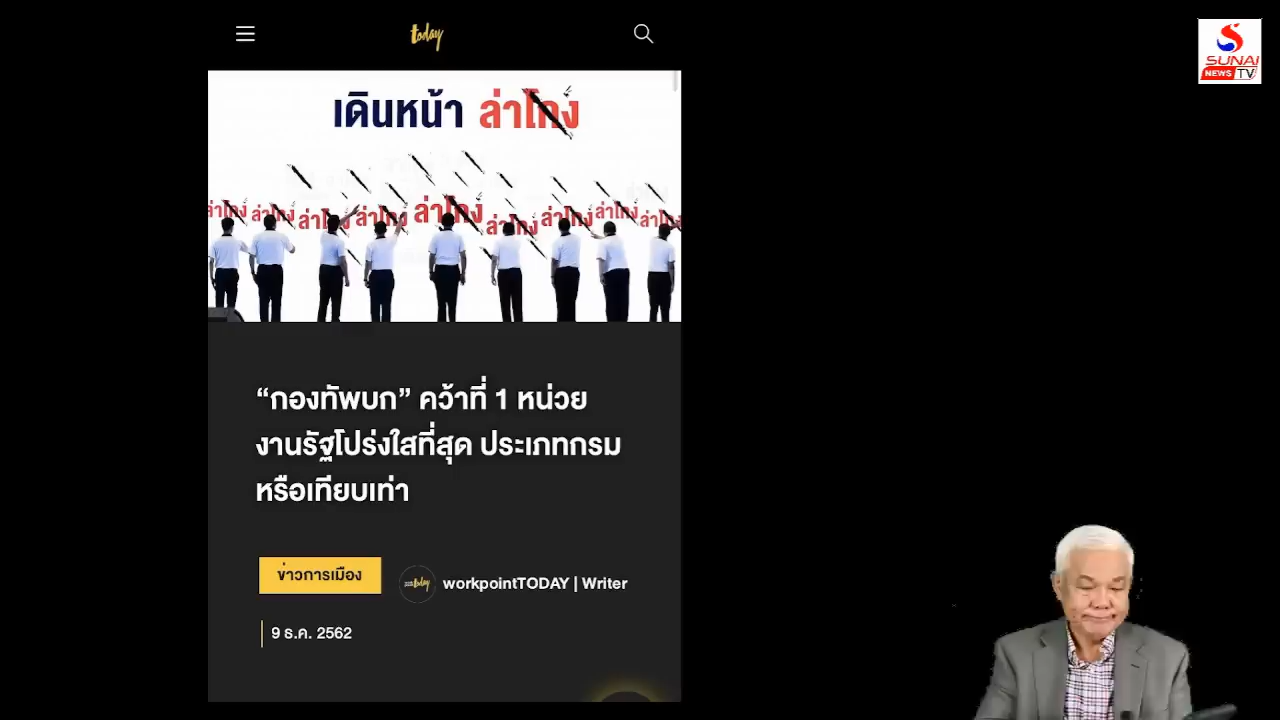 today
SUNAI
NEWS TV
เดินหน้า ล่าโกง
ล่าโกง ล่าโกง ล่าโกง ล่าโกง ล่าโกง ล่าโกง ล่าโกง ล่าโกง ล่าโกง
“กองทัพบก” คว้าที่ 1 หน่วย
งานรัฐโปร่งใสที่สุด ประเภทกรม
หรือเทียบเท่า
ข่าวการเมือง
today
workpointTODAY | Writer
9 ธ.ค. 2562